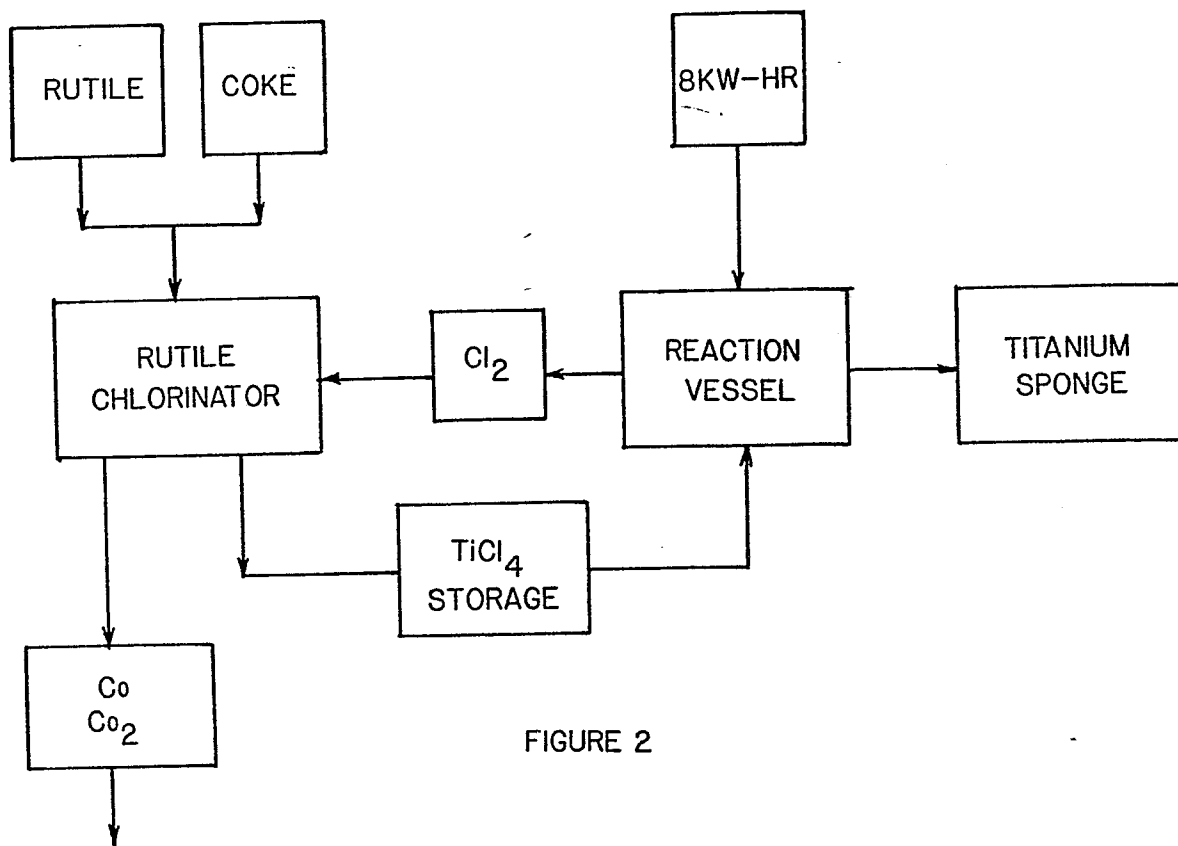 RUTILE
COKE
8KW-HR
RUTILE
CHLORINATOR
Cl₂
REACTION
VESSEL
TITANIUM
SPONGE
TiCl₄
STORAGE
Co
Co₂
FIGURE 2